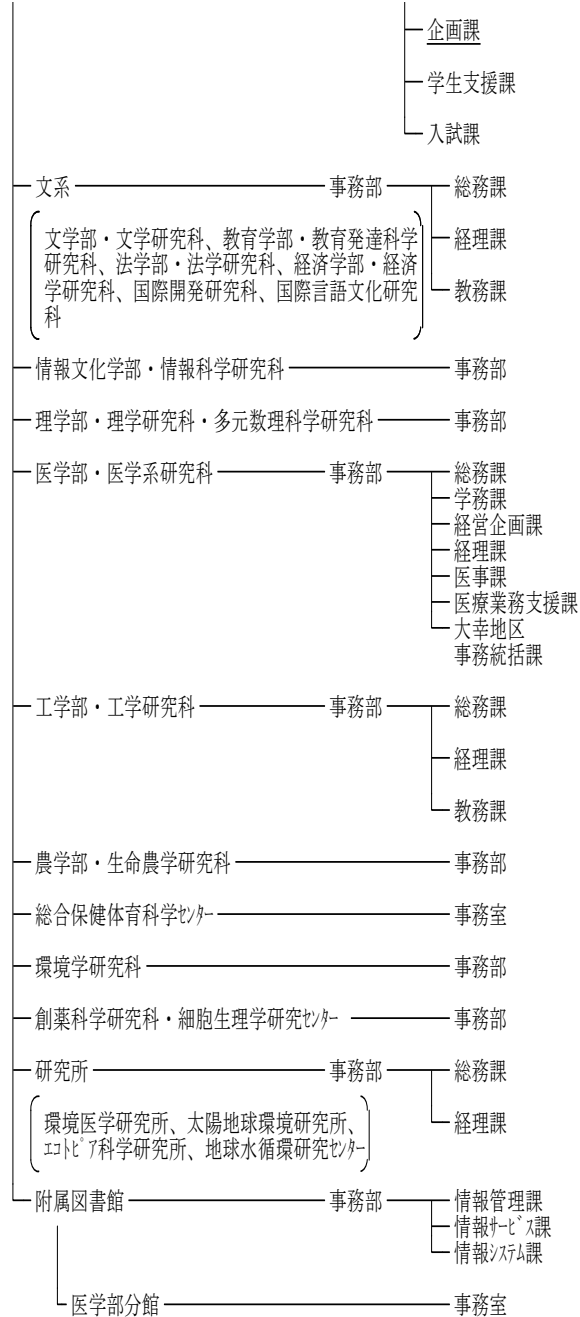 企画課
学生支援課
入試課
文系 事務部 総務課
文学部・文学研究科、教育学部・教育発達科学
経理課
研究科、法学部・法学研究科、経済学部・経済
学研究科、国際開発研究科、国際言語文化研究
教務課
科
情報文化学部・情報科学研究科 事務部
理学部・理学研究科・多元数理科学研究科 事務部
医学部・医学系研究科 事務部 総務課
学務課
経営企画課
経理課
医事課
医療業務支援課
大幸地区
事務統括課
工学部・工学研究科 事務部 総務課
経理課
教務課
農学部・生命農学研究科 事務部
総合保健体育科学ｾﾝﾀｰ 事務室
環境学研究科 事務部
創薬科学研究科・細胞生理学研究ｾﾝﾀｰ 事務部
研究所 事務部 総務課
環境医学研究所、太陽地球環境研究所、
経理課
ｴｺﾄﾋﾟｱ科学研究所、地球水循環研究ｾﾝﾀｰ
附属図書館 事務部 情報管理課
情報ｻｰﾋﾞｽ課
情報ｼｽﾃﾑ課
医学部分館 事務室